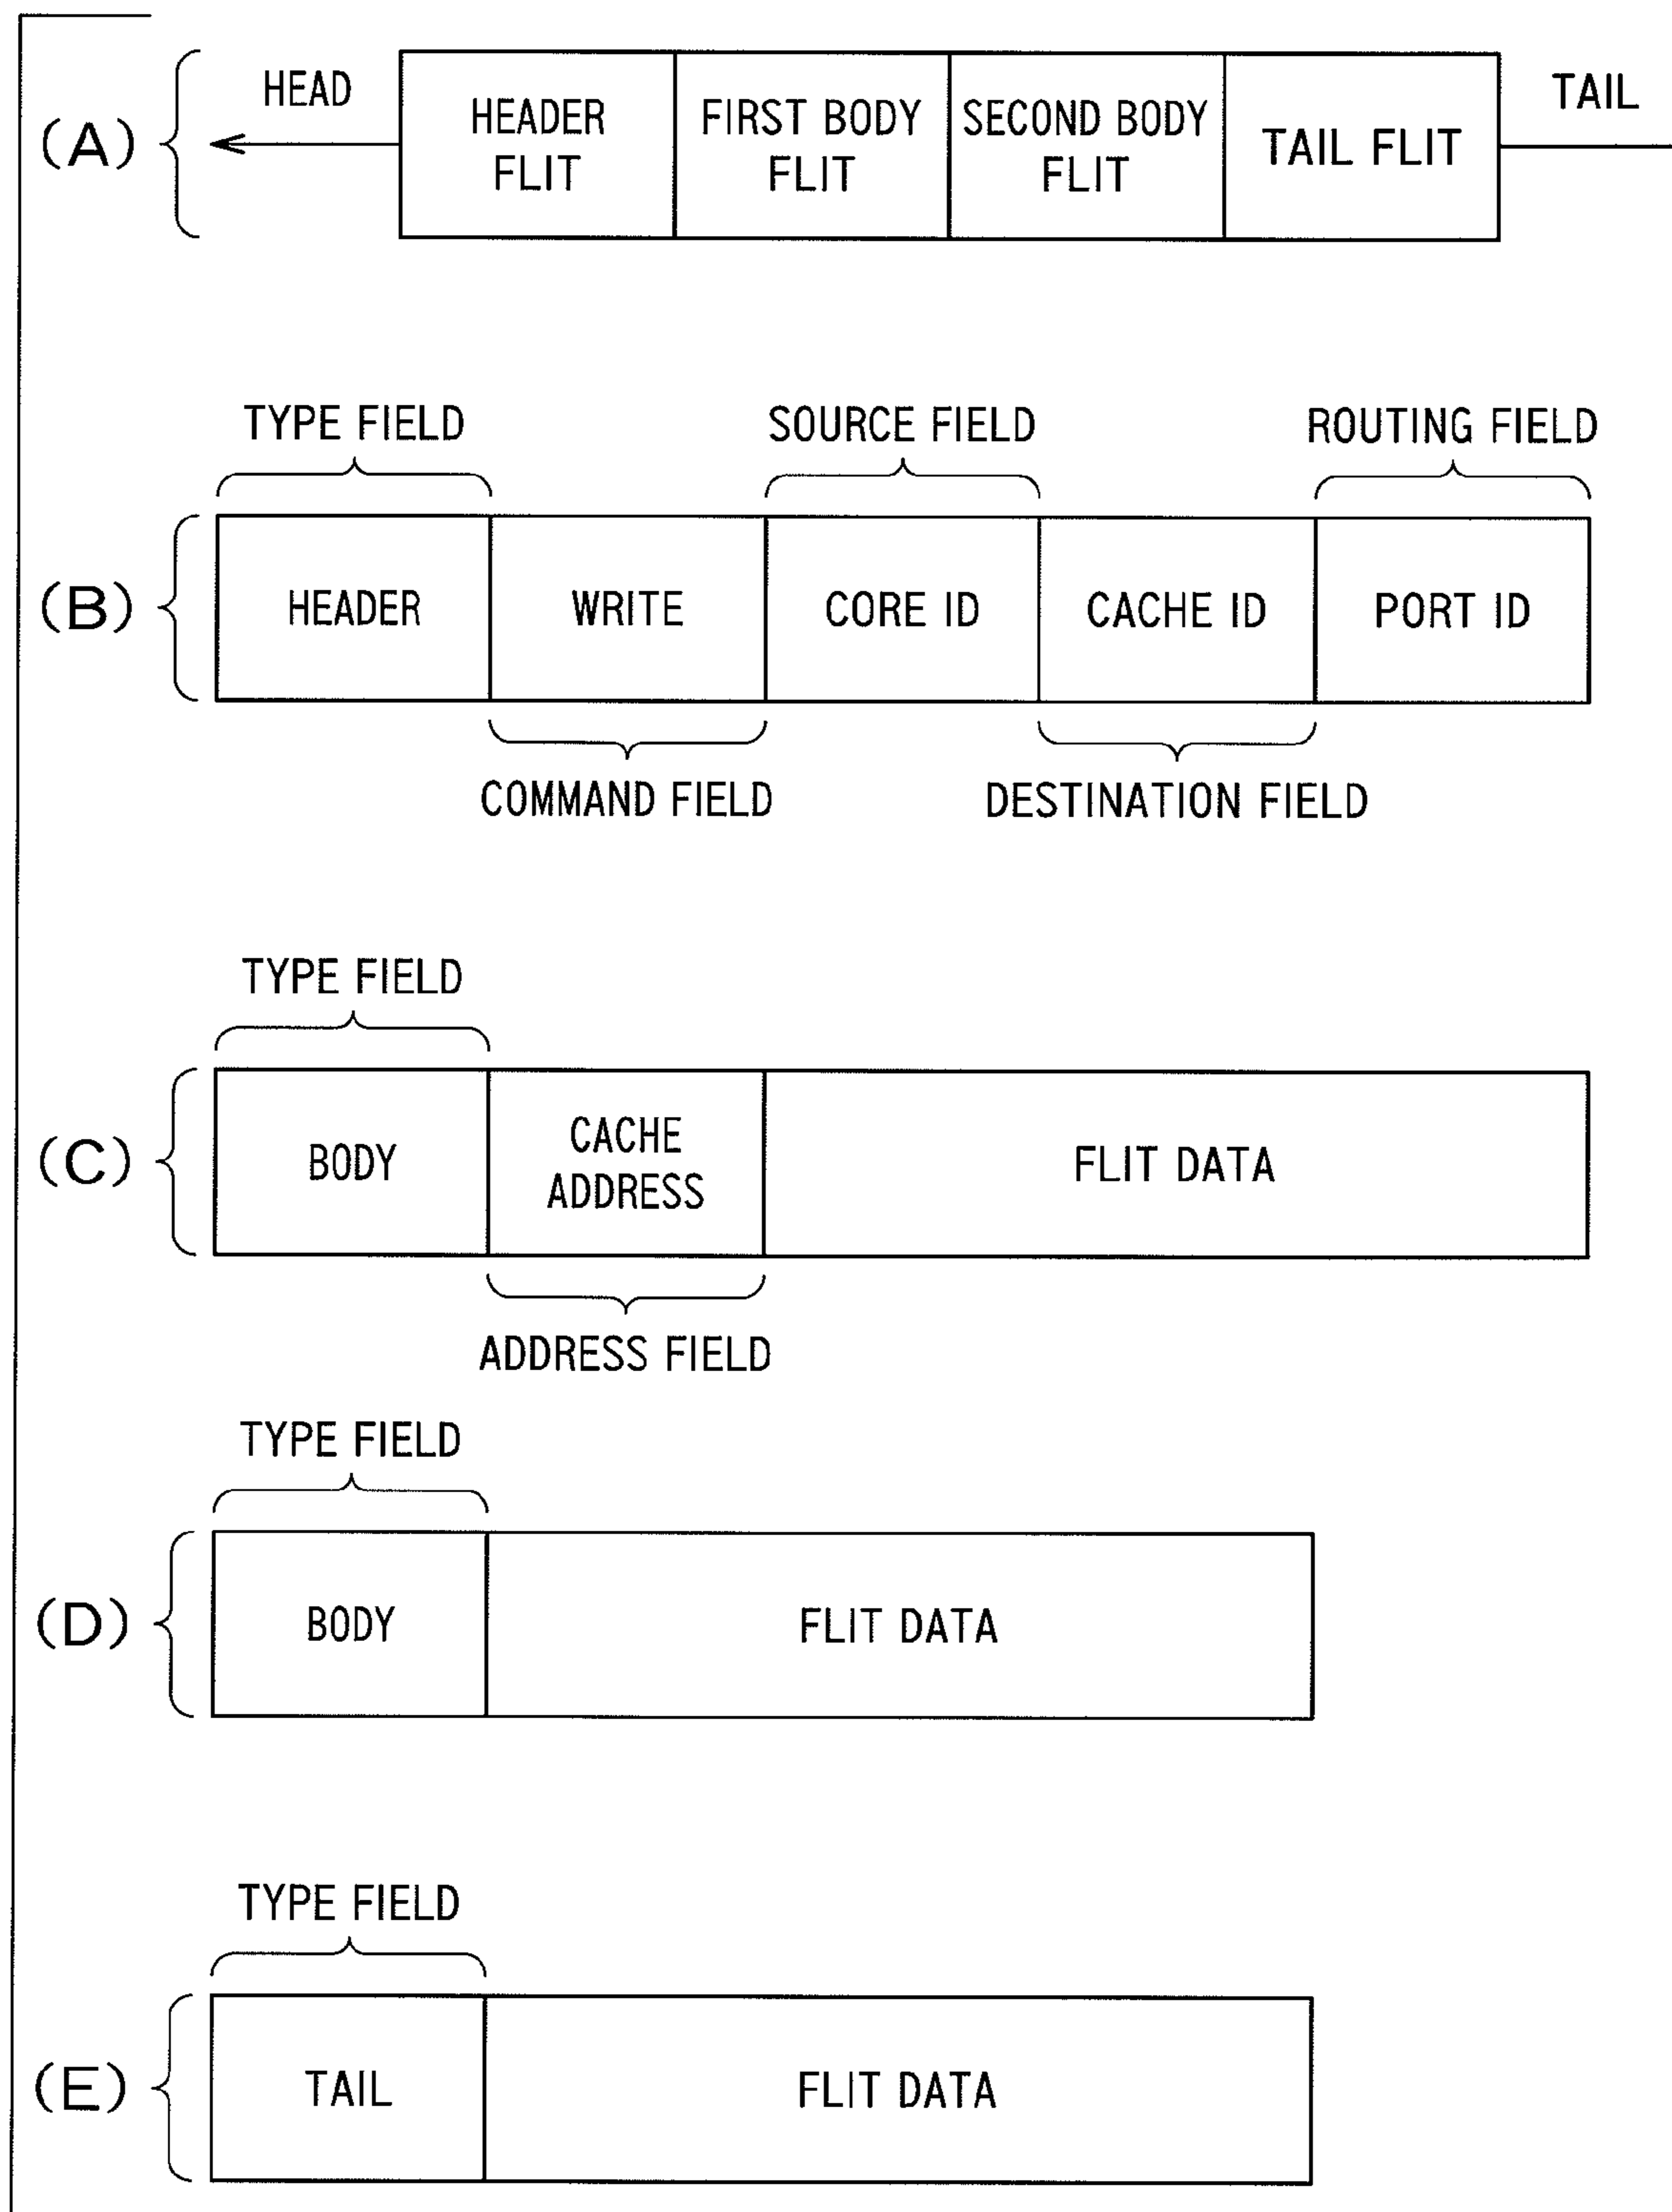 (A)
HEAD
HEADER
FLIT
FIRST BODY
FLIT
SECOND BODY
FLIT
TAIL FLIT
TAIL
TYPE FIELD
SOURCE FIELD
ROUTING FIELD
(B)
HEADER
WRITE
CORE ID
CACHE ID
PORT ID
COMMAND FIELD
DESTINATION FIELD
TYPE FIELD
(C)
BODY
CACHE
ADDRESS
FLIT DATA
ADDRESS FIELD
TYPE FIELD
(D)
BODY
FLIT DATA
TYPE FIELD
(E)
TAIL
FLIT DATA